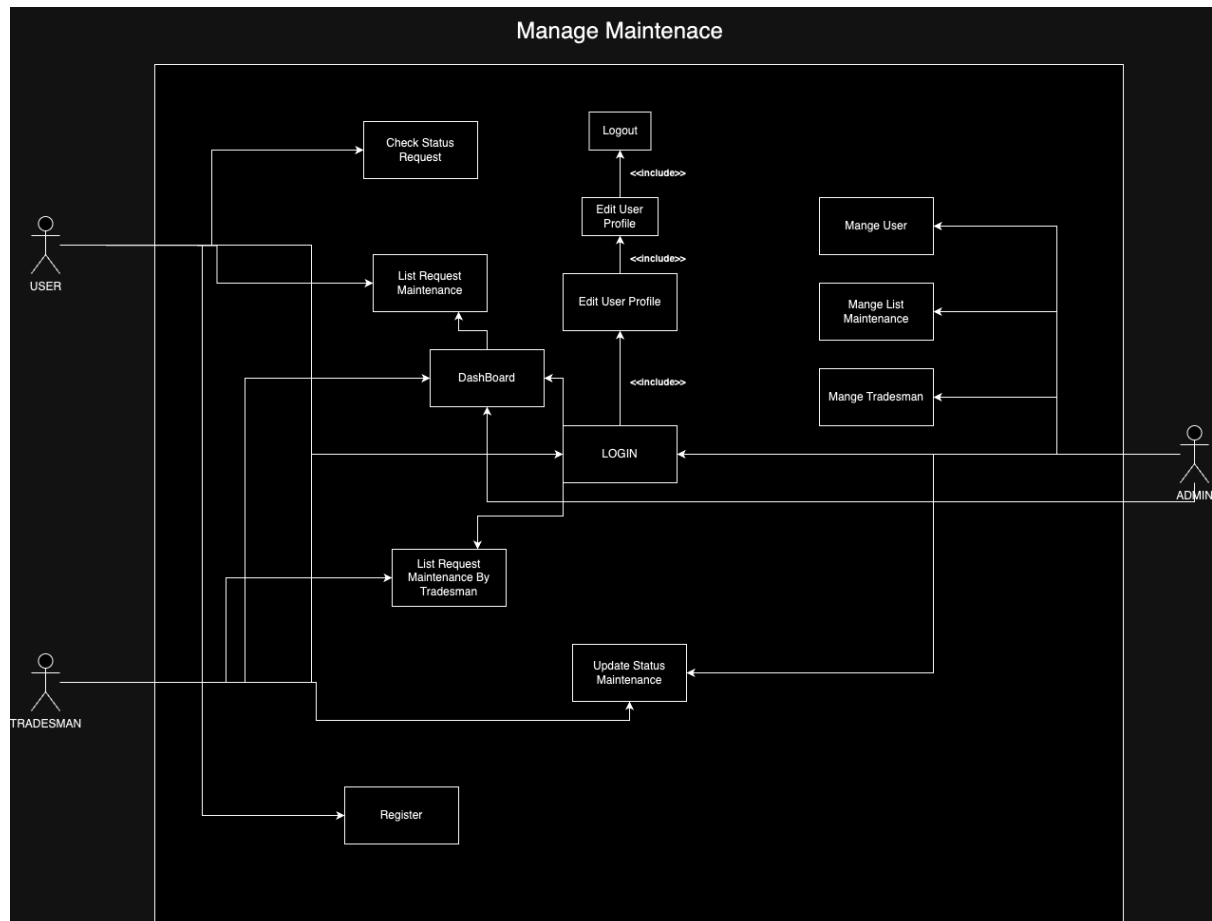 Manage Maintenace
Check Status
Request
Logout
<<include>>
Edit User
Profile
<<include>>
Mange User
USER
List Request
Maintenance
Edit User Profile
Mange List
Maintenance
DashBoard
<<include>>
Mange Tradesman
LOGIN
ADMIN
List Request
Maintenance By
Tradesman
Update Status
Maintenance
TRADESMAN
Register